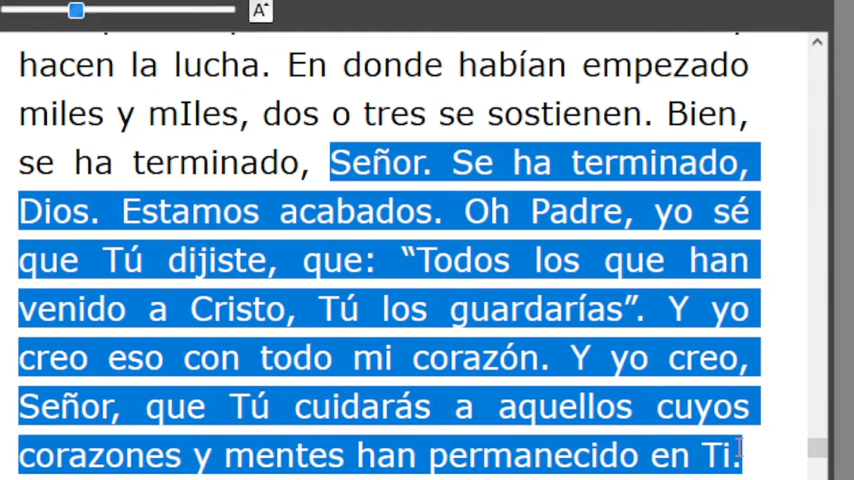 A
hacen la lucha. En donde habían empezado
miles y mIles, dos o tres se sostienen. Bien,
se ha terminado, Señor. Se ha terminado,
Dios. Estamos acabados. Oh Padre, yo sé
que Tú dijiste, que: “Todos los que han
venido a Cristo, Tú los guardarías”. Y yo
creo eso con todo mi corazón. Y yo creo,
Señor, que Tú cuidarás a aquellos cuyos
corazones y mentes han permanecido en Ti.